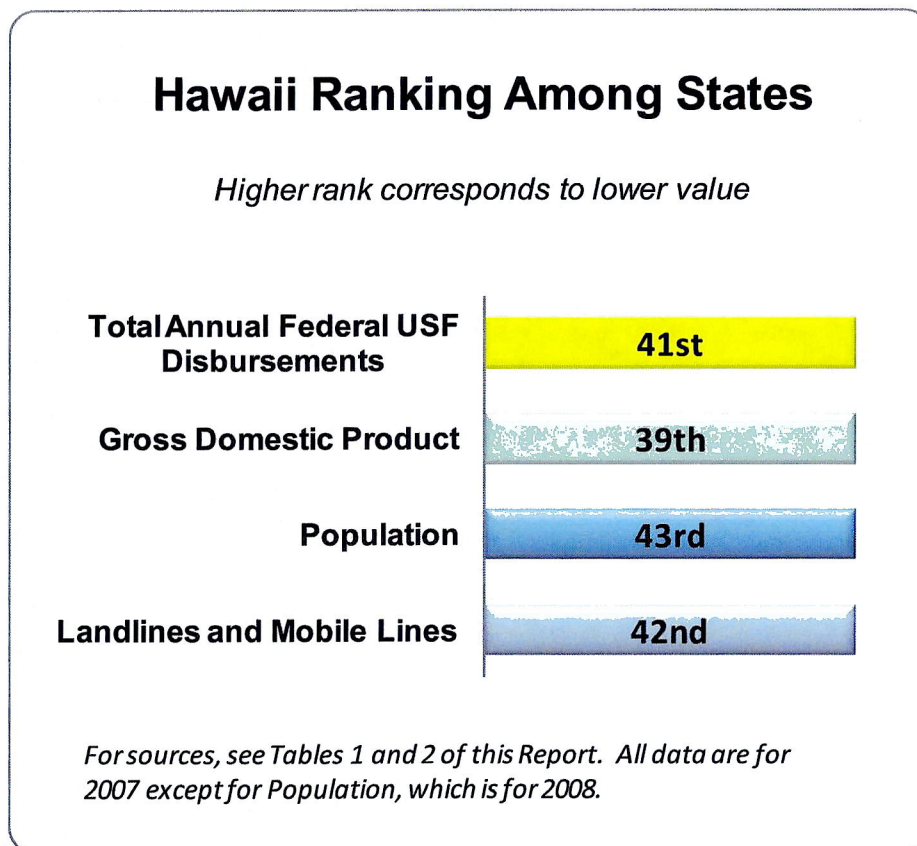 Hawaii Ranking Among States
Higher rank corresponds to lower value
Total Annual Federal USF
Disbursements
41st
Gross Domestic Product
39th
Population
43rd
Landlines and Mobile Lines
42nd
For sources, see Tables 1 and 2 of this Report. All data are for
2007 except for Population, which is for 2008.